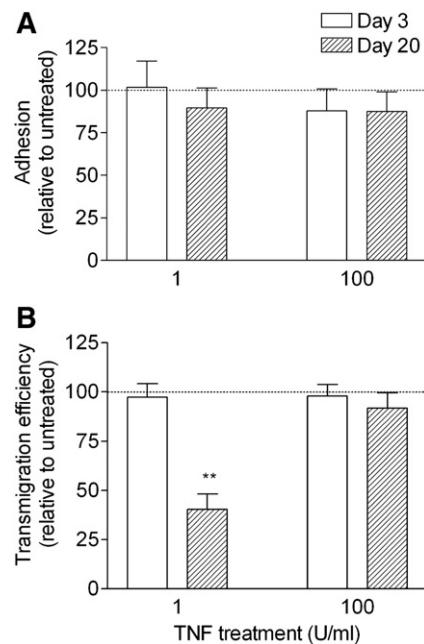 A
Day 3
Day 20
Adhesion
(relative to untreated)
125
100
75
50
25
0
1
100
B
Transmigration efficiency
(relative to untreated)
125
100
75
50
25
0
**
1
100
TNF treatment (U/ml)